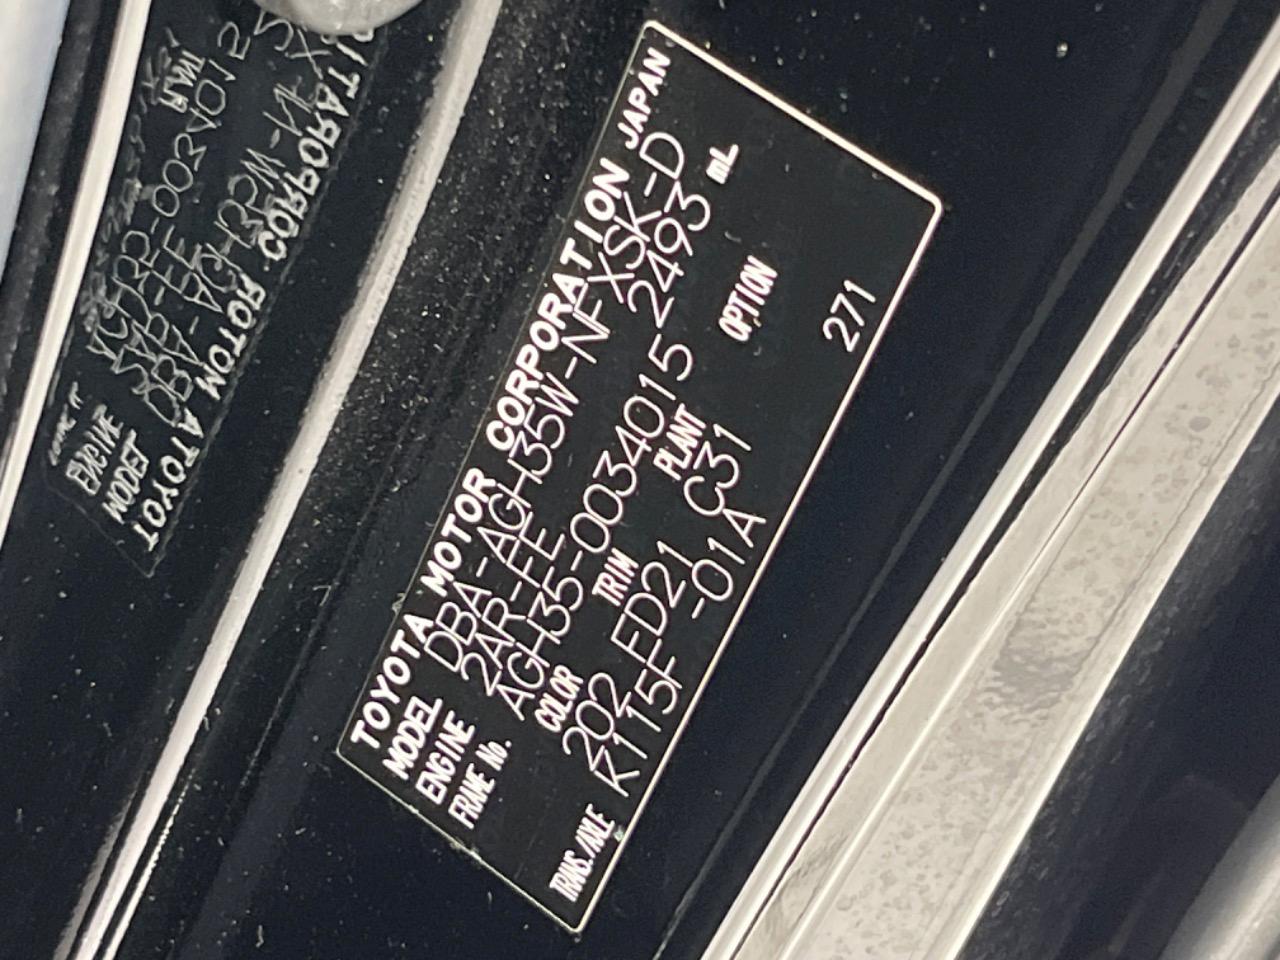 TOYOTA MOTOR CORPORATION JAPAN
MODEL DBA-AGH35W-NFXSK-D
ENGINE 2AR-FE 2493 mL
FRAME No. AGH35-0034015
COLOR TRIM PLANT OPTION
202 FD21 C31
TRANS./AXLE R115F -01A 271